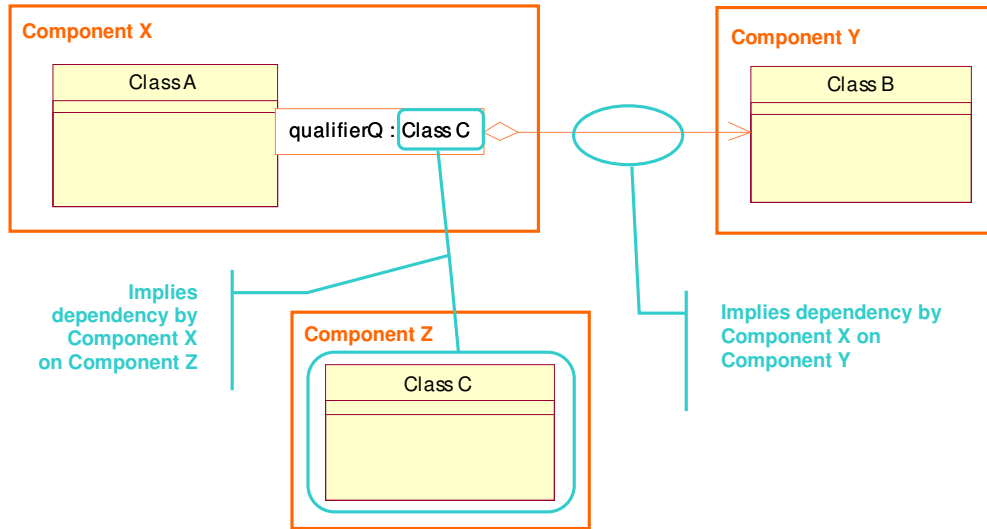 Component X
Class A
qualifierQ : Class C
Component Y
Class B
Implies
dependency by
Component X
on Component Z
Component Z
Class C
Implies dependency by
Component X on
Component Y